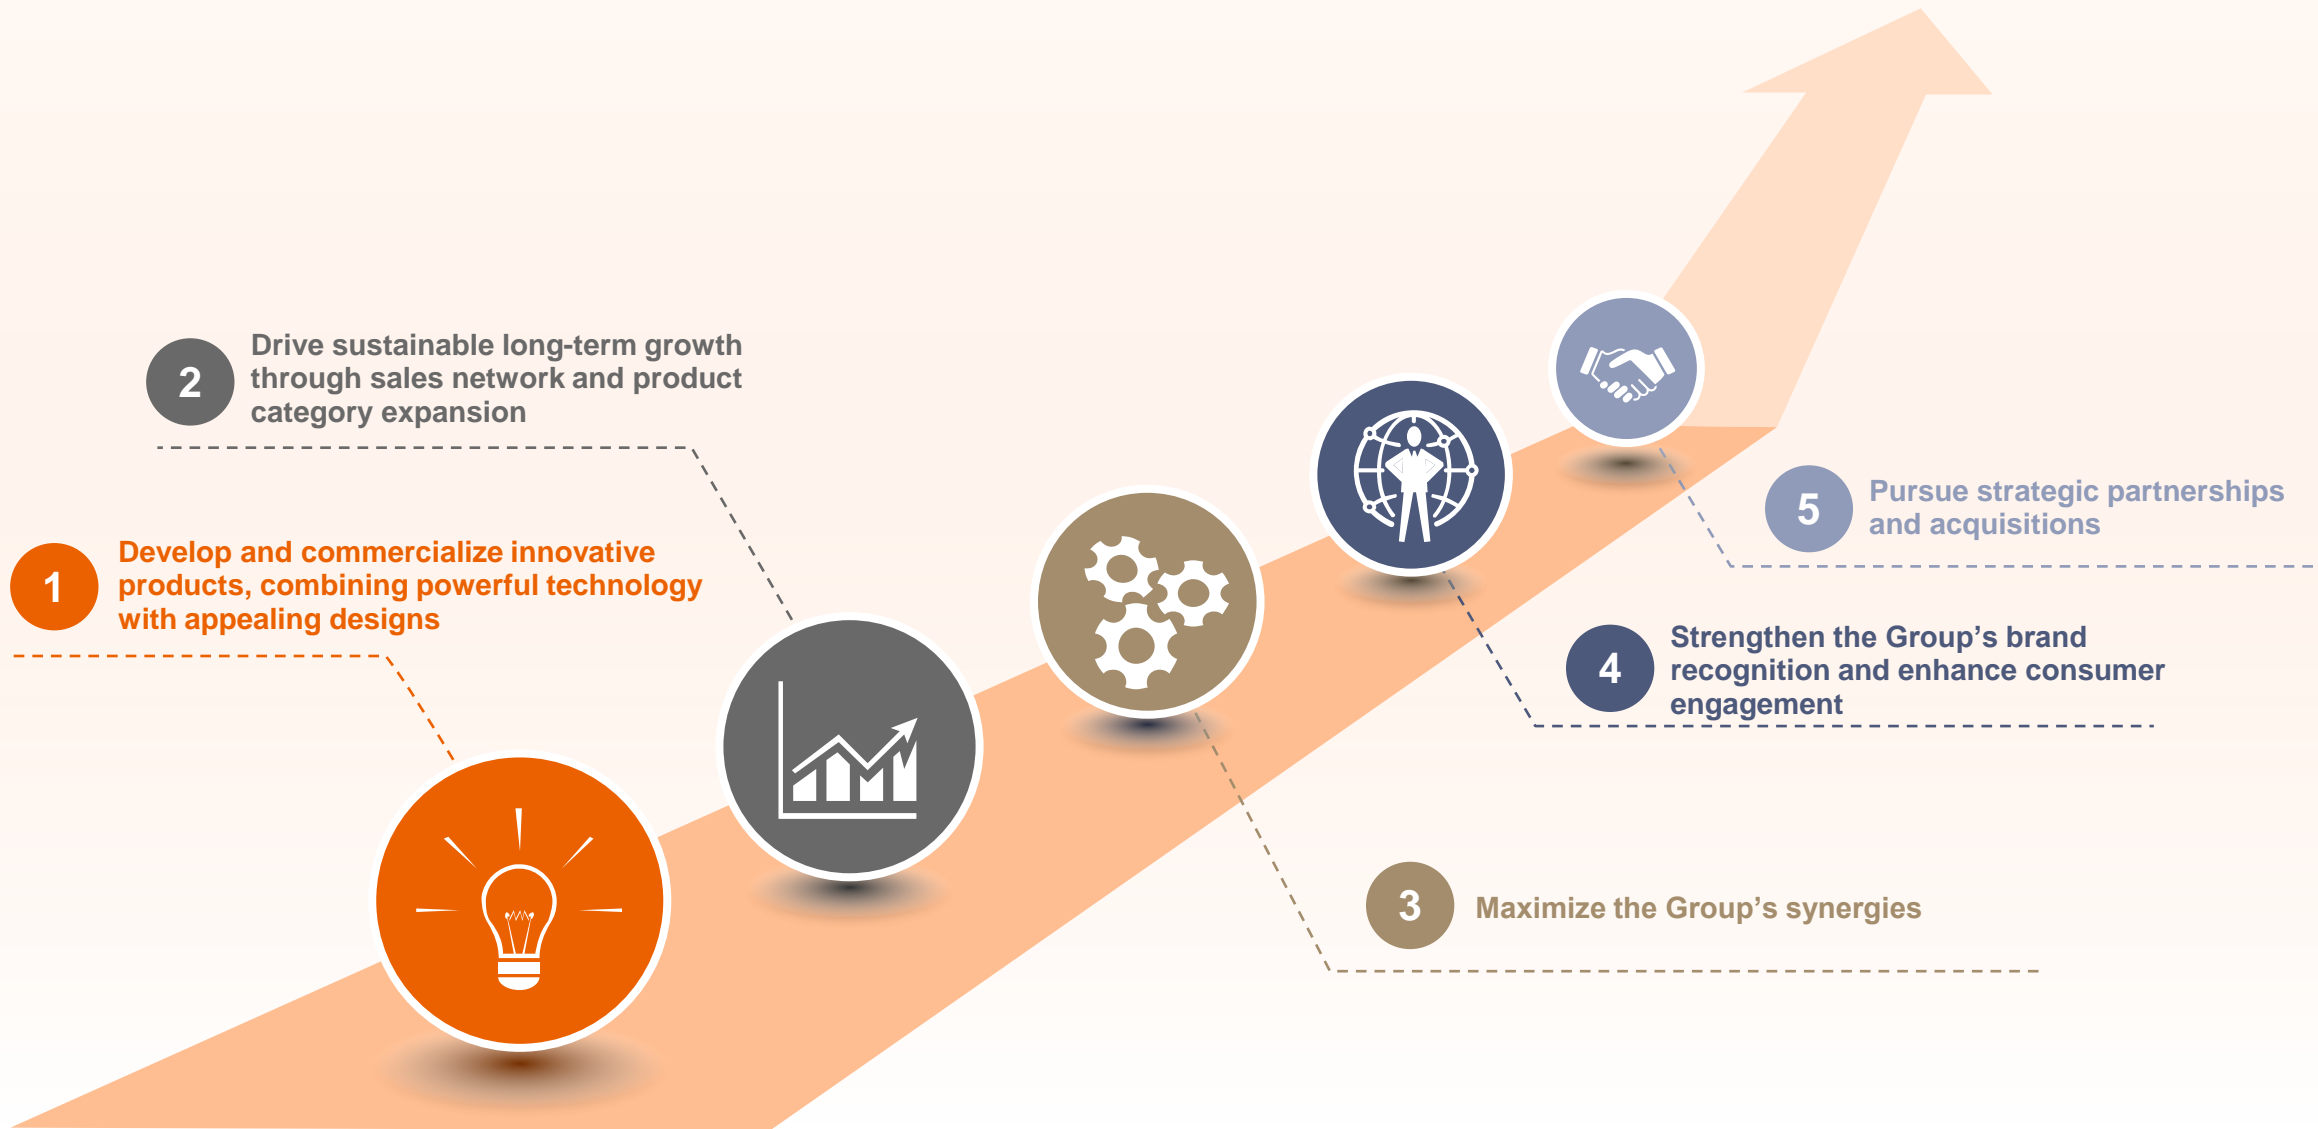 1
Develop and commercialize innovative
products, combining powerful technology
with appealing designs
2
Drive sustainable long-term growth
through sales network and product
category expansion
3
Maximize the Group’s synergies
4
Strengthen the Group’s brand
recognition and enhance consumer
engagement
5
Pursue strategic partnerships
and acquisitions